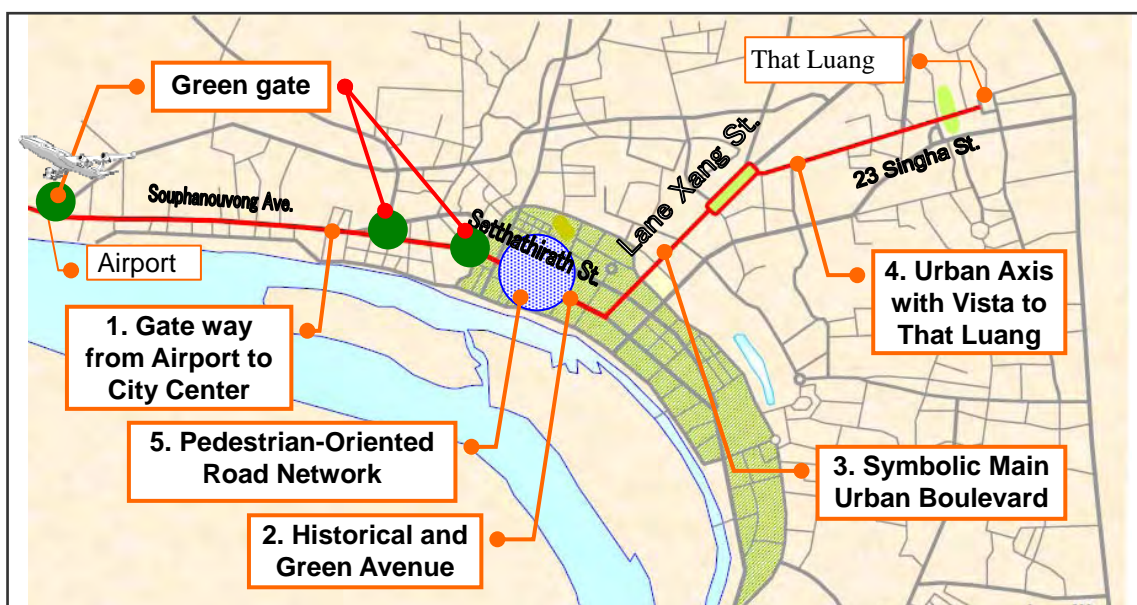 That Luang
Green gate
Lane Xang St.
23 Singha St.
Souphanouvong Ave.
Setthathirath St.
Airport
4. Urban Axis
with Vista to
That Luang
1. Gate way
from Airport to
City Center
5. Pedestrian-Oriented
Road Network
3. Symbolic Main
Urban Boulevard
2. Historical and
Green Avenue